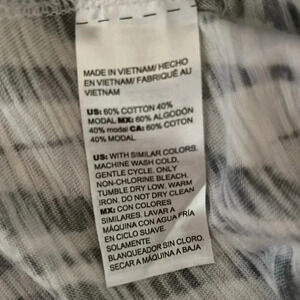 MADE IN VIETNAM/ HECHO
EN VIETNAM/ FABRIQUÉ AU
VIETNAM
US: 60% COTTON 40%
MODAL MX: 60% ALGODÓN
40% modal CA: 60% COTON
40% MODAL
US: WITH SIMILAR COLORS.
MACHINE WASH COLD,
GENTLE CYCLE. ONLY
NON-CHLORINE BLEACH.
TUMBLE DRY LOW. WARM
IRON. DO NOT DRY CLEAN
MX: CON COLORES
SIMILARES. LAVAR A
MÁQUINA CON AGUA FRÍA
EN CICLO SUAVE.
SOLAMENTE
BLANQUEADOR SIN CLORO.
SECAR A MÁQUINA A BAJA